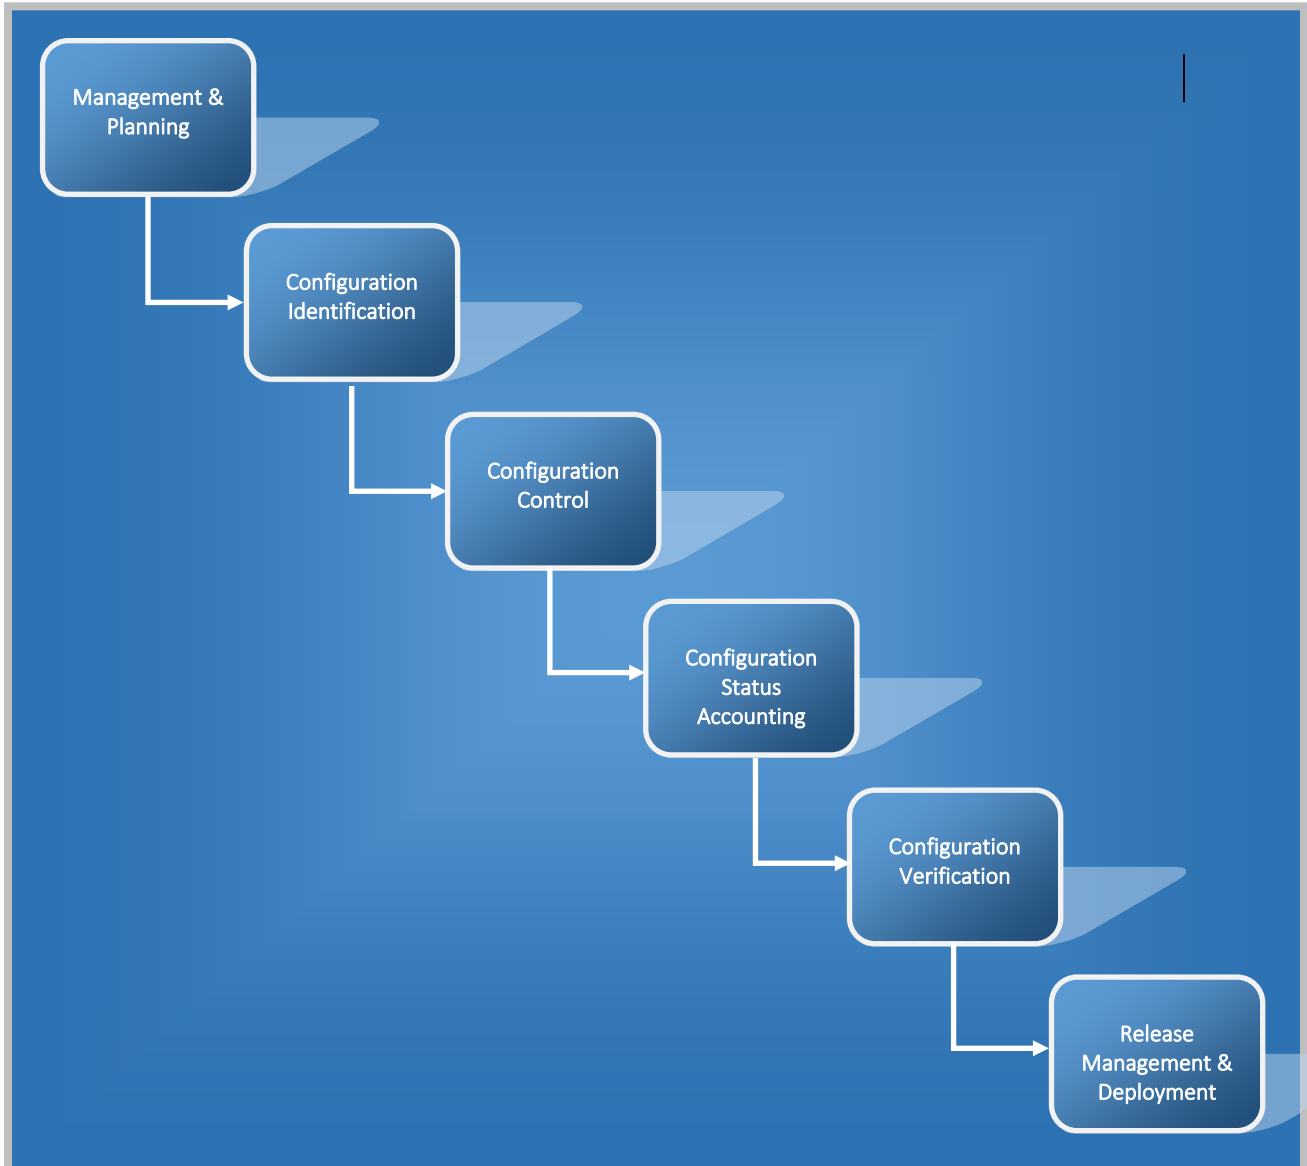 Management &
Planning
Configuration
Identification
Configuration
Control
Configuration
Status
Accounting
Configuration
Verification
Release
Management &
Deployment